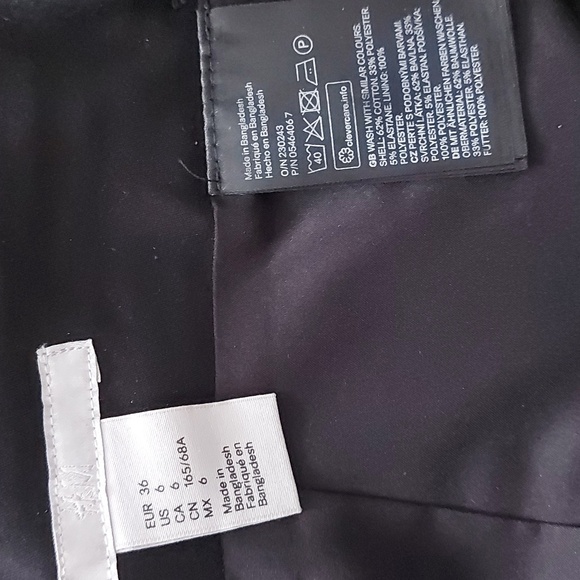 Made in Bangladesh
Fabriqué en Bangladesh
Hecho en Bangladesh
O/N 230243
P/N 0546406 7
40
P
clevercare.info
GB WASH WITH SIMILAR COLOURS.
SHELL: 62% COTTON. 33% POLYESTER.
5% ELASTANE. LINING: 100%
POLYESTER.
CZ PERTE S PODOBNÝMI BARVAMI.
SVRCHNÍ LÁTKA: 62% BAVLNA. 33%
POLYESTER. 5% ELASTAN. PODŠÍVKA:
100% POLYESTER.
DE MIT ÄHNLICHEN FARBEN WASCHEN.
OBERMATERIAL: 62% BAUMWOLLE.
33% POLYESTER. 5% ELASTHAN.
FUTTER: 100% POLYESTER
H&M
EUR 36
US 6
CA 6
CN 165/68A
MX 6
Made in
Bangladesh
Fabriqué en
Bangladesh